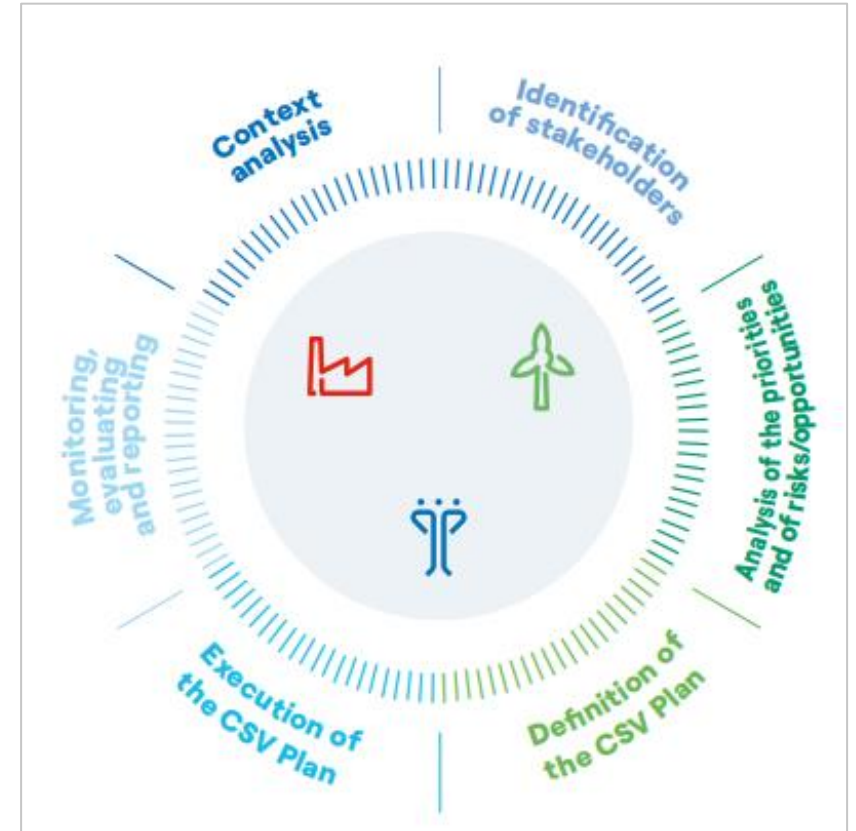 Context
analysis
Identification
of stakeholders
Analysis of the priorities
and of risks/opportunities
Definition of
the CSV Plan
Execution of
the CSV Plan
Monitoring,
evaluating
and reporting